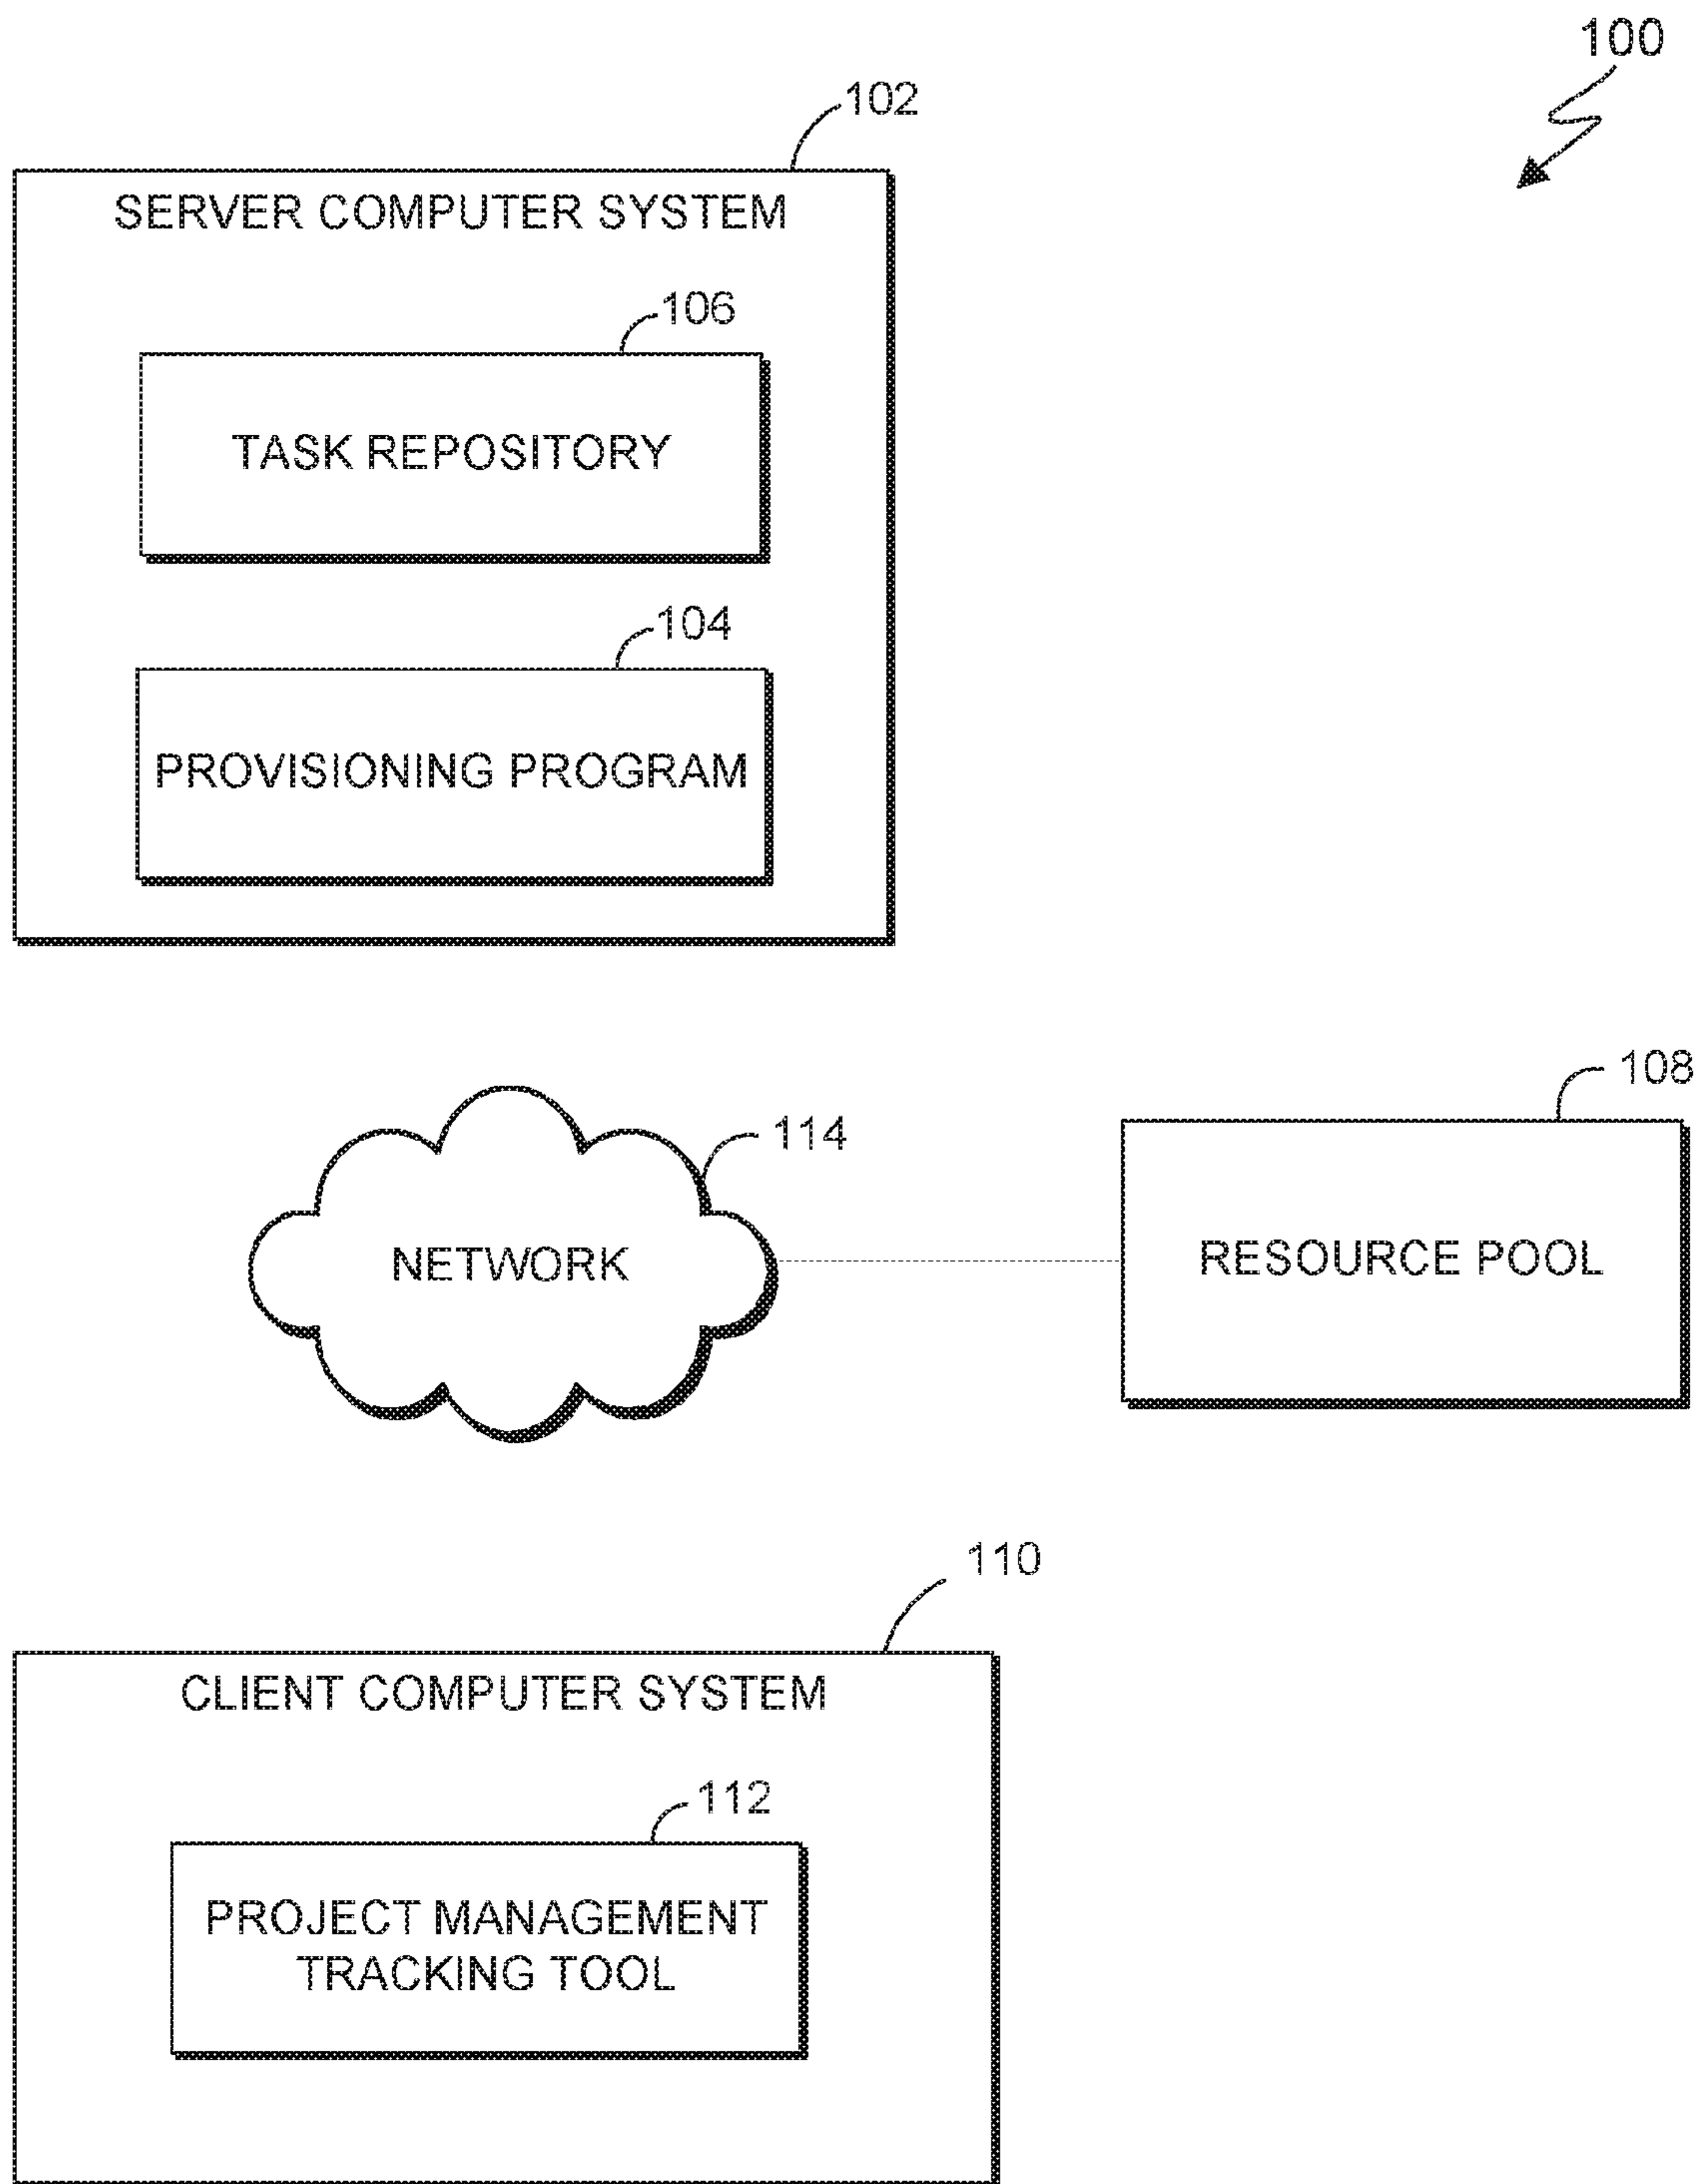 100
102
SERVER COMPUTER SYSTEM
106
TASK REPOSITORY
104
PROVISIONING PROGRAM
108
114
NETWORK
RESOURCE POOL
110
CLIENT COMPUTER SYSTEM
112
PROJECT MANAGEMENT
TRACKING TOOL